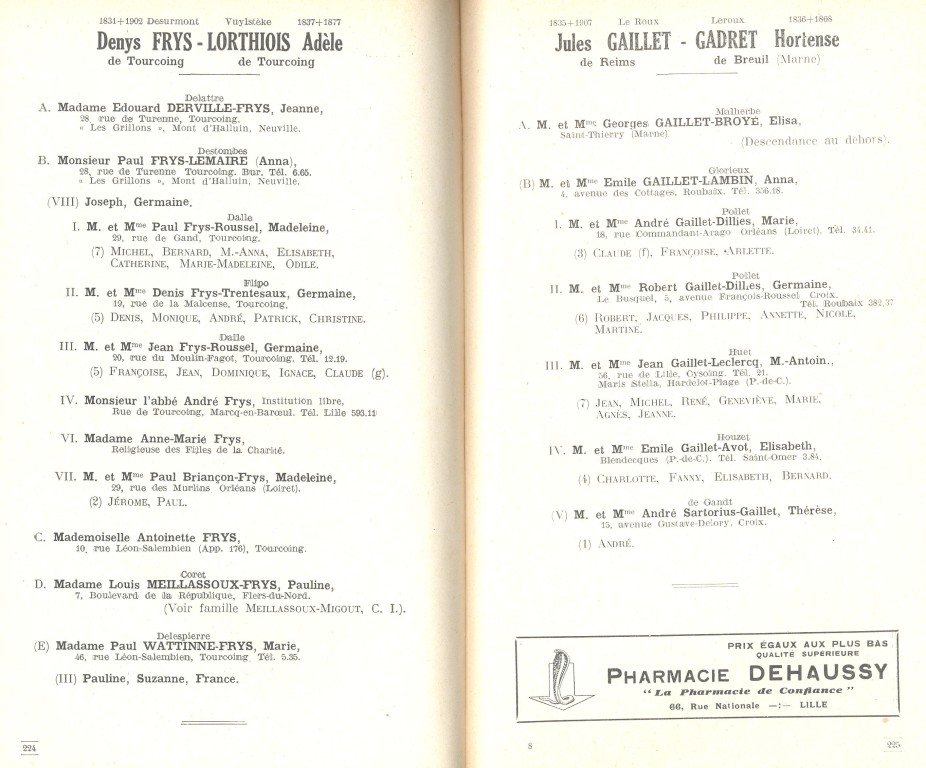 1831+1902 Desurmont Vuylstèke 1837+1877
Denys FRYS - LORTHIOIS Adèle
de Tourcoing de Tourcoing
Delattre
A. Madame Edouard DERVILLE-FRYS, Jeanne,
28, rue de Turenne, Tourcoing.
« Les Grillons », Mont d'Halluin, Neuville.
Destombes
B. Monsieur Paul FRYS-LEMAIRE (Anna),
28, rue de Turenne Tourcoing. Bur. Tél. 6.65.
« Les Grillons », Mont d'Halluin, Neuville.
(VIII) Joseph, Germaine.
Dalle
I. M. et Mme Paul Frys-Roussel, Madeleine,
29, rue de Gand, Tourcoing.
(7) MICHEL, BERNARD, M.-ANNA, ELISABETH,
CATHERINE, MARIE-MADELEINE, ODILE.
Flipo
II. M. et Mme Denis Frys-Trentesaux, Germaine,
49, rue de la Malcense, Tourcoing.
(5) DENIS, MONIQUE, ANDRÉ, PATRICK, CHRISTINE.
Dalle
III. M. et Mme Jean Frys-Roussel, Germaine,
20, rue du Moulin-Fagot, Tourcoing. Tél. 12.19.
(5) FRANÇOISE, JEAN, DOMINIQUE, IGNACE, CLAUDE (g).
IV. Monsieur l'abbé André Frys, Institution libre,
Rue de Tourcoing, Marcq-en-Barœul. Tél. Lille 593.11
VI. Madame Anne-Marie Frys,
Religieuse des Filles de la Charité.
VII. M. et Mme Paul Briançon-Frys, Madeleine,
29, rue des Murlins Orléans (Loiret).
(2) JÉROME, PAUL.
C. Mademoiselle Antoinette FRYS,
10, rue Léon-Salembien (App. 176), Tourcoing.
Coret
D. Madame Louis MEILLASSOUX-FRYS, Pauline,
7, Boulevard de la République, Flers-du-Nord.
(Voir famille MEILLASSOUX-MIGOUT, C. I.).
Delespierre
(E) Madame Paul WATTINNE-FRYS, Marie,
46, rue Léon-Salembien, Tourcoing Tél. 5.35.
(III) Pauline, Suzanne, France.
224
1835+1907 Le Roux Leroux 1836+1868
Jules GAILLET - GADRET Hortense
de Reims de Breuil (Marne)
Malherbe
A. M. et Mme Georges GAILLET-BROYÉ, Elisa,
Saint-Thierry (Marne)
(Descendance au dehors).
Glorieux
(B) M. et Mme Emile GAILLET-LAMBIN, Anna,
4, avenue des Cottages, Roubaix. Tél. 356.18.
Pollet
I. M. et Mme André Gaillet-Dillies, Marie,
18, rue Commandant-Arago Orléans (Loiret). Tél. 34.41.
(3) CLAUDE (f), FRANÇOISE, ARLETTE.
Pollet
II. M. et Mme Robert Gaillet-Dillies, Germaine,
Le Busquel, 5, avenue François-Roussel Croix.
Tél. Roubaix 382.37
(6) ROBERT, JACQUES, PHILIPPE, ANNETTE, NICOLE,
MARTINE.
Huet
III. M. et Mme Jean Gaillet-Leclercq, M.-Antoin.,
56, rue de Lille, Cysoing. Tél. 21.
Maris Stella, Hardelot-Plage (P.-de-C.).
(7) JEAN, MICHEL, RENÉ, GENEVIÈVE, MARIE,
AGNÈS, JEANNE.
Houzet
IV. M. et Mme Emile Gaillet-Avot, Elisabeth,
Blendecques (P.-de-C.). Tél. Saint-Omer 3.84.
(4) CHARLOTTE, FANNY, ELISABETH, BERNARD.
de Gandt
(V) M. et Mme André Sartorius-Gaillet, Thérèse,
15, avenue Gustave-Delory, Croix.
(1) ANDRÉ.
PRIX ÉGAUX AUX PLUS BAS
QUALITÉ SUPÉRIEURE
PHARMACIE DEHAUSSY
“La Pharmacie de Confiance”
66, Rue Nationale —:— LILLE
8 225